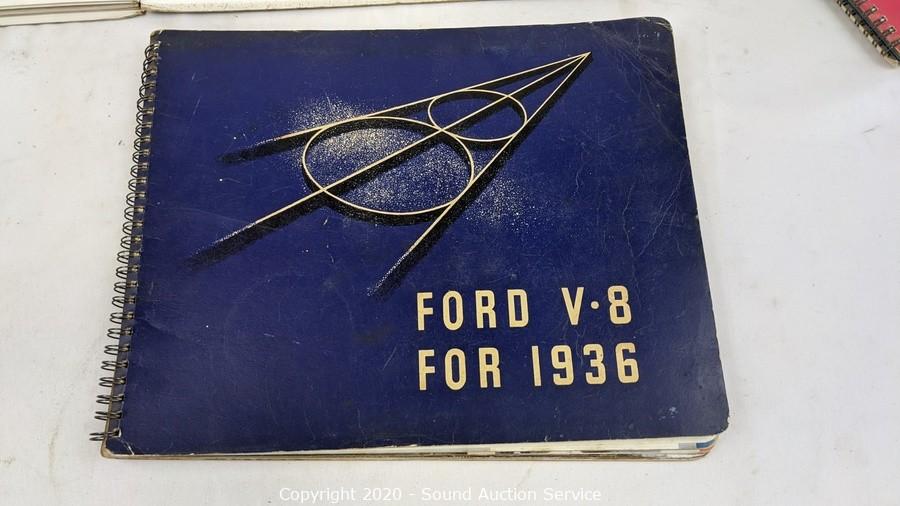 FORD V•8
FOR 1936
Copyright 2020 - Sound Auction Service